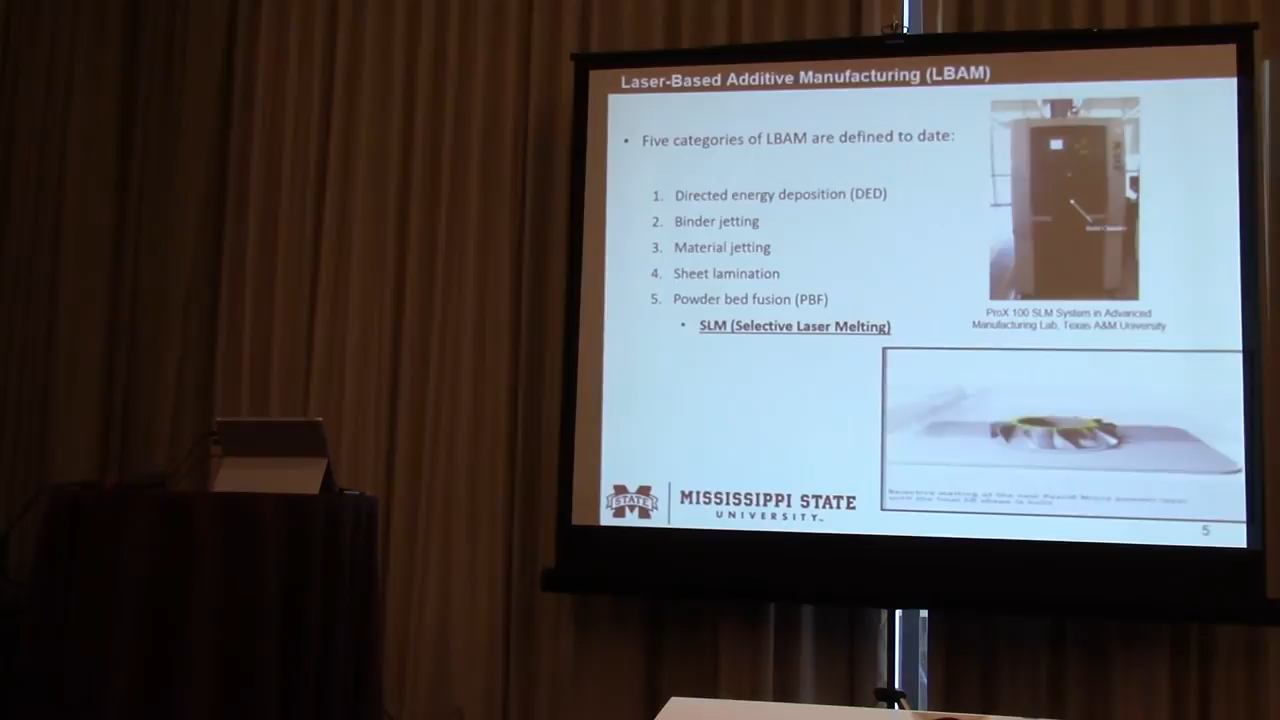 Laser-Based Additive Manufacturing (LBAM)
• Five categories of LBAM are defined to date:
1. Directed energy deposition (DED)
2. Binder jetting
3. Material jetting
4. Sheet lamination
5. Powder bed fusion (PBF)
• SLM (Selective Laser Melting)
ProX 100 SLM System in Advanced
Manufacturing Lab, Texas A&M University
STATE
MISSISSIPPI STATE
UNIVERSITY™
5